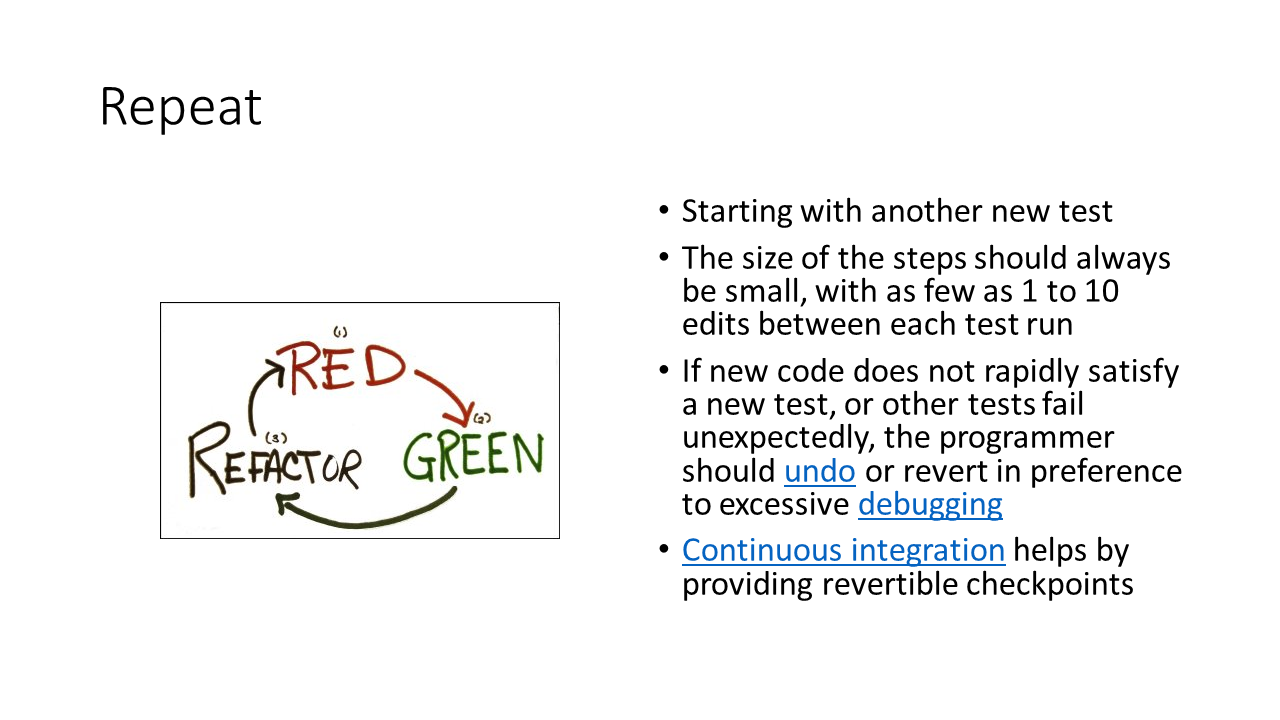 Repeat
(1)
RED
(2)
GREEN
(3)
REFACTOR
• Starting with another new test
• The size of the steps should always
be small, with as few as 1 to 10
edits between each test run
• If new code does not rapidly satisfy
a new test, or other tests fail
unexpectedly, the programmer
should undo or revert in preference
to excessive debugging
• Continuous integration helps by
providing revertible checkpoints